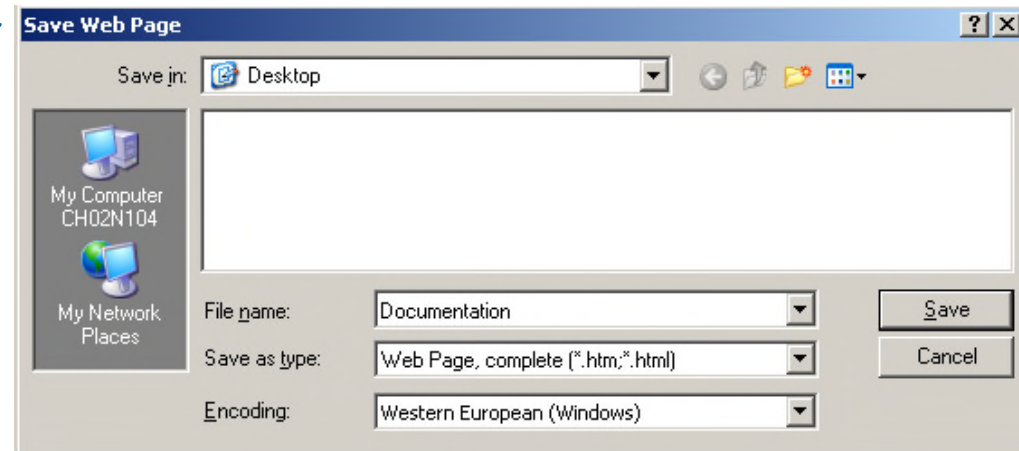 Save Web Page
Save in:
Desktop
My Computer
CH02N104
My Network
Places
File name:
Documentation
Save
Save as type:
Web Page, complete (*.htm;*.html)
Cancel
Encoding:
Western European (Windows)